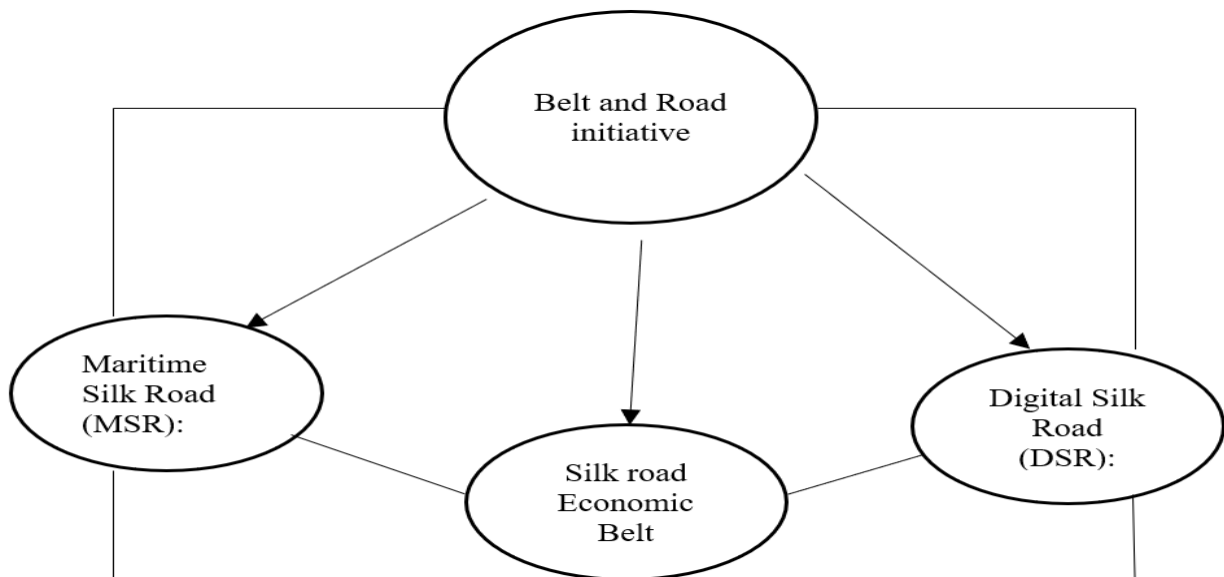 Belt and Road
initiative
Maritime
Silk Road
(MSR):
Digital Silk
Road
(DSR):
Silk road
Economic
Belt